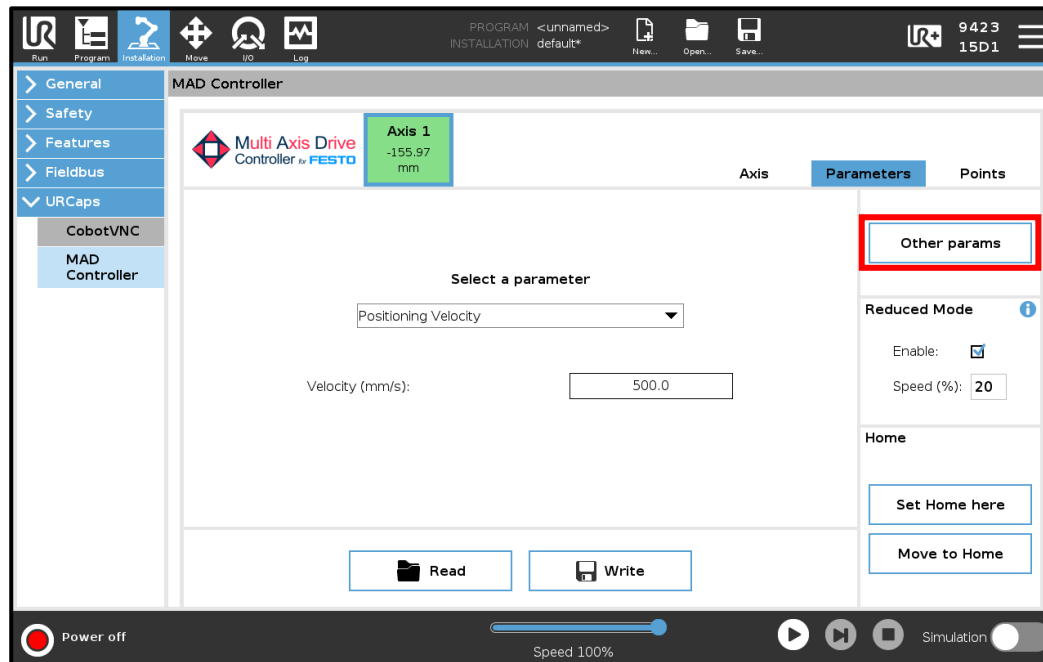 PROGRAM <unnamed>
INSTALLATION default*
9423
15D1
Run
Program
Installation
Move
I/O
Log
New...
Open...
Save...
General
Safety
Features
Fieldbus
URCaps
CobotVNC
MAD
Controller
MAD Controller
Multi Axis Drive
Controller for FESTO
Axis 1
-155.97
mm
Axis
Parameters
Points
Select a parameter
Positioning Velocity
Velocity (mm/s):
500.0
Read
Write
Other params
Reduced Mode
Enable:
Speed (%): 20
Home
Set Home here
Move to Home
Power off
Speed 100%
Simulation